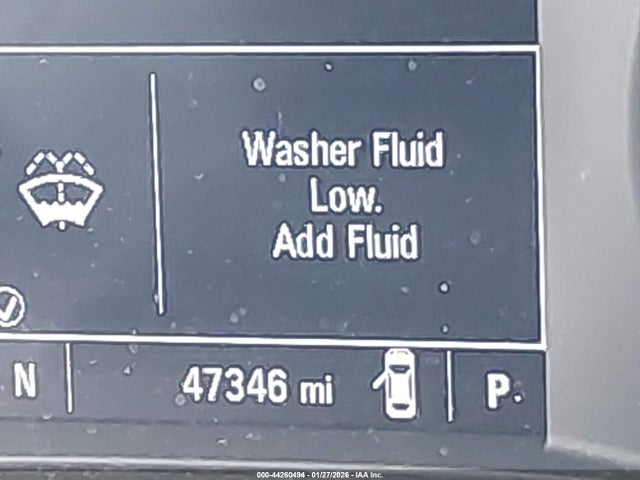 Washer Fluid
Low.
Add Fluid
N
47346 mi
P
000-44260494 - 01/27/2026 - IAA Inc.